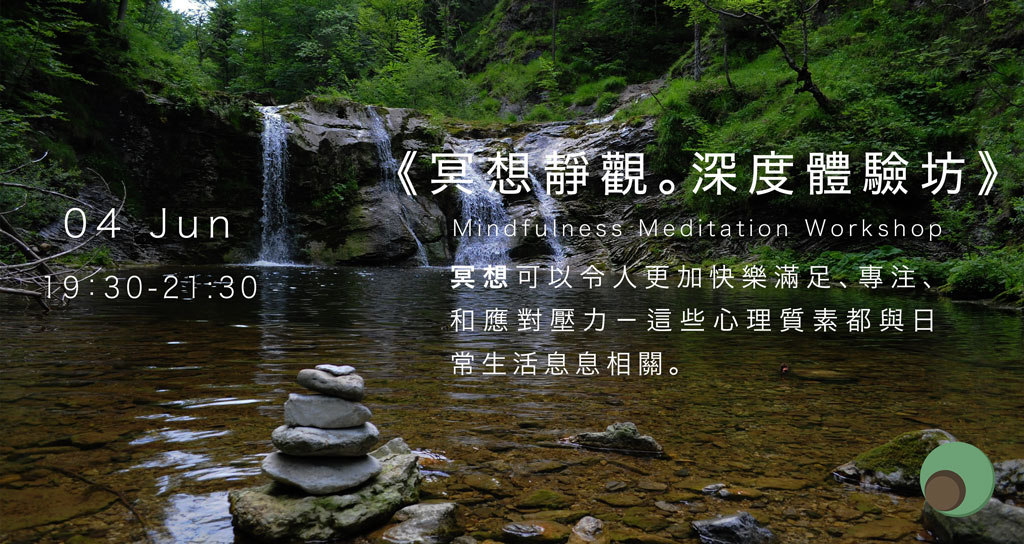 《冥想靜觀。深度體驗坊》
Mindfulness Meditation Workshop
04 Jun
19:30-21:30
冥想可以令人更加快樂滿足、專注、
和應對壓力－這些心理質素都與日
常生活息息相關。